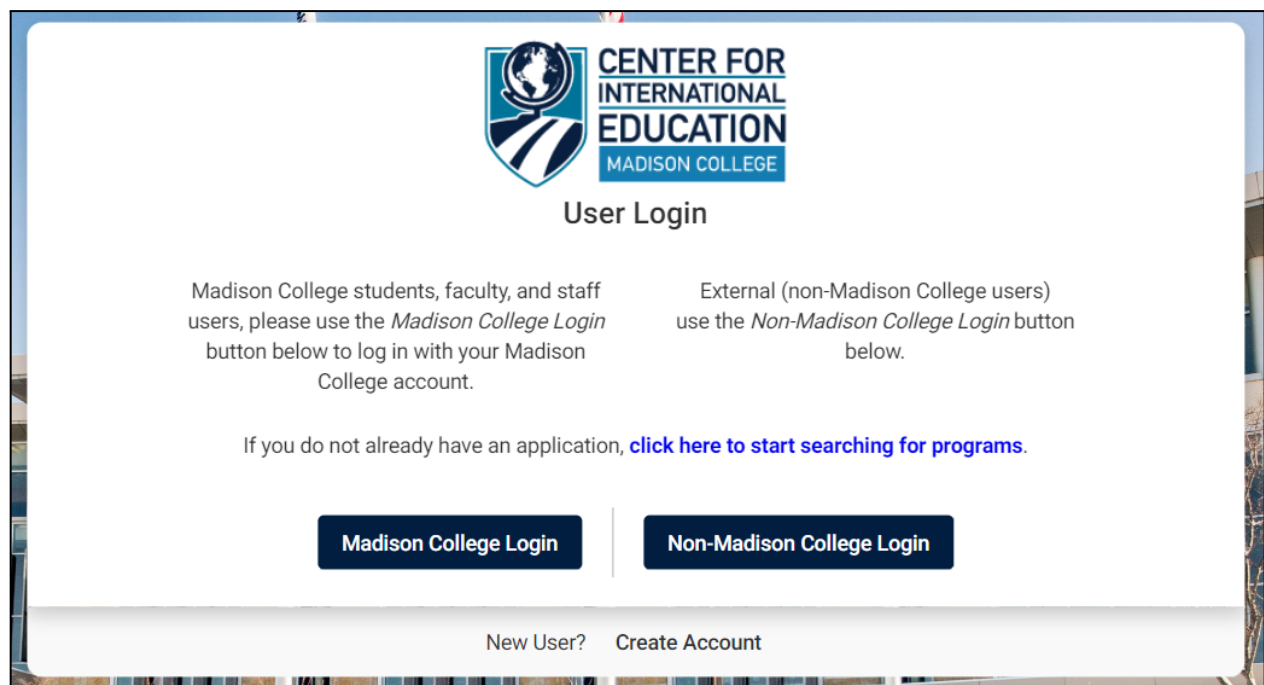 CENTER FOR
INTERNATIONAL
EDUCATION
MADISON COLLEGE
User Login
Madison College students, faculty, and staff
users, please use the Madison College Login
button below to log in with your Madison
College account.
External (non-Madison College users)
use the Non-Madison College Login button
below.
If you do not already have an application, click here to start searching for programs.
Madison College Login
Non-Madison College Login
New User? Create Account